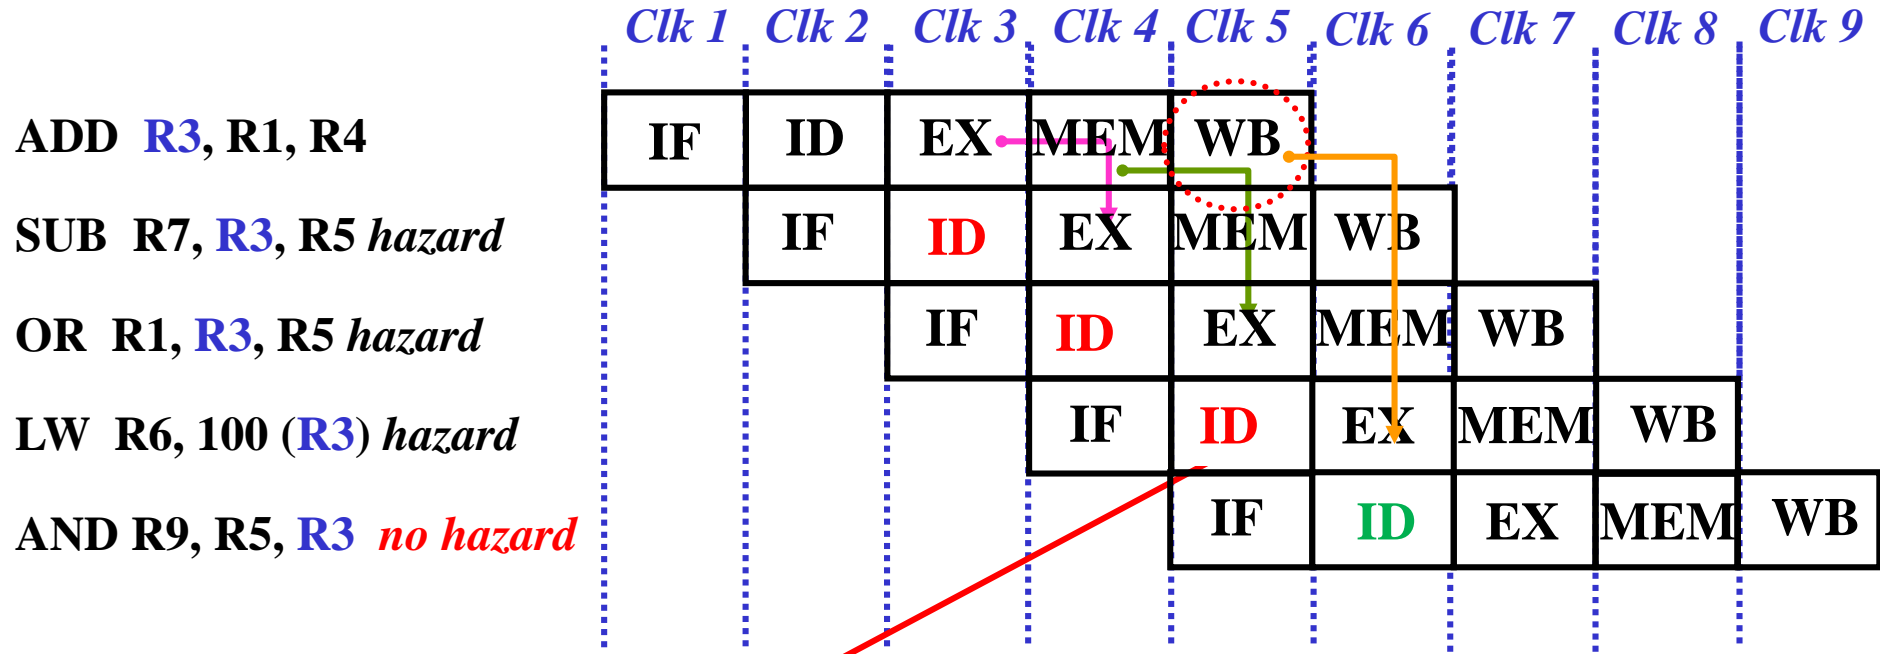 Clk 1 Clk 2 Clk 3 Clk 4 Clk 5 Clk 6 Clk 7 Clk 8 Clk 9
ADD R3, R1, R4 IF ID EX MEM WB
SUB R7, R3, R5 hazard IF ID EX MEM WB
OR R1, R3, R5 hazard IF ID EX MEM WB
LW R6, 100 (R3) hazard IF ID EX MEM WB
AND R9, R5, R3 no hazard IF ID EX MEM WB